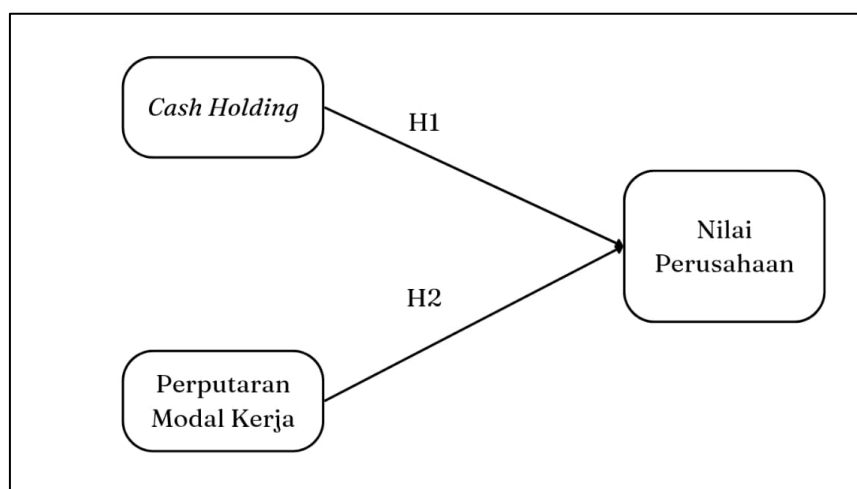 Cash Holding
H1
Nilai
Perusahaan
H2
Perputaran
Modal Kerja